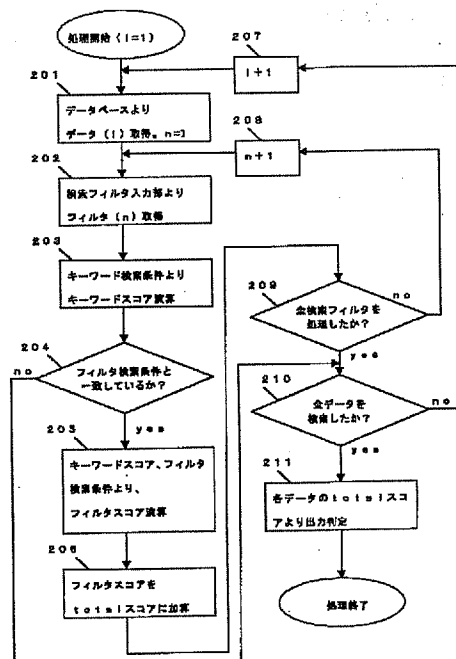 処理開始(i=1)
207
i+1
201
データベースより
データ(i)取得。n=1
208
n+1
202
検索フィルタ入力部より
フィルタ(n)取得
203
キーワード検索条件より
キーワードスコア演算
209
全検索フィルタを
処理したか?
no
yes
204
no
フィルタ検索条件と
一致しているか?
yes
210
全データを
検索したか?
no
yes
205
キーワードスコア、フィルタ
検索条件より、
フィルタスコア演算
211
各データのtotalスコ
アより出力判定
206
フィルタスコアを
totalスコアに加算
処理終了